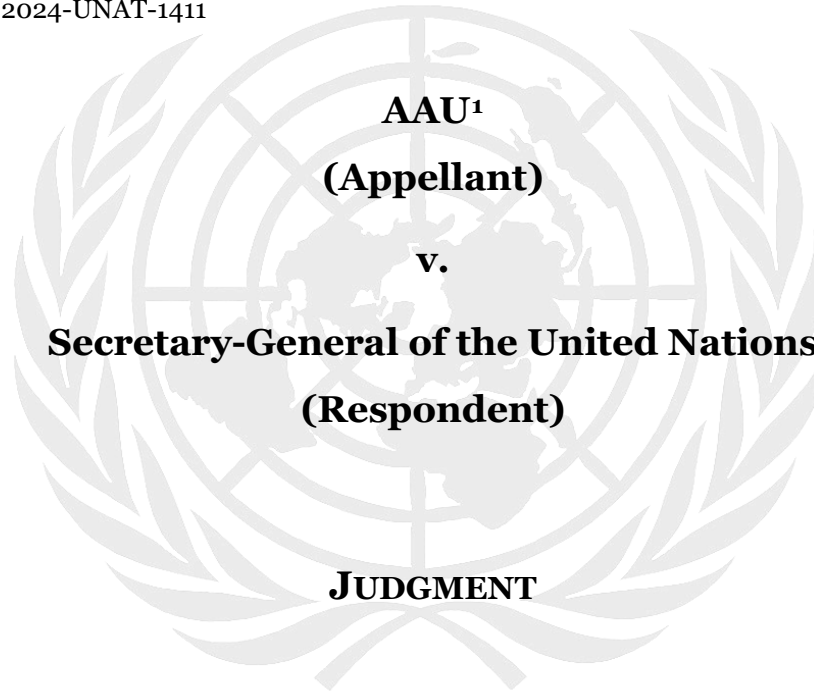 2024-UNAT-1411
AAU¹
(Appellant)
v.
Secretary-General of the United Nations
(Respondent)
JUDGMENT